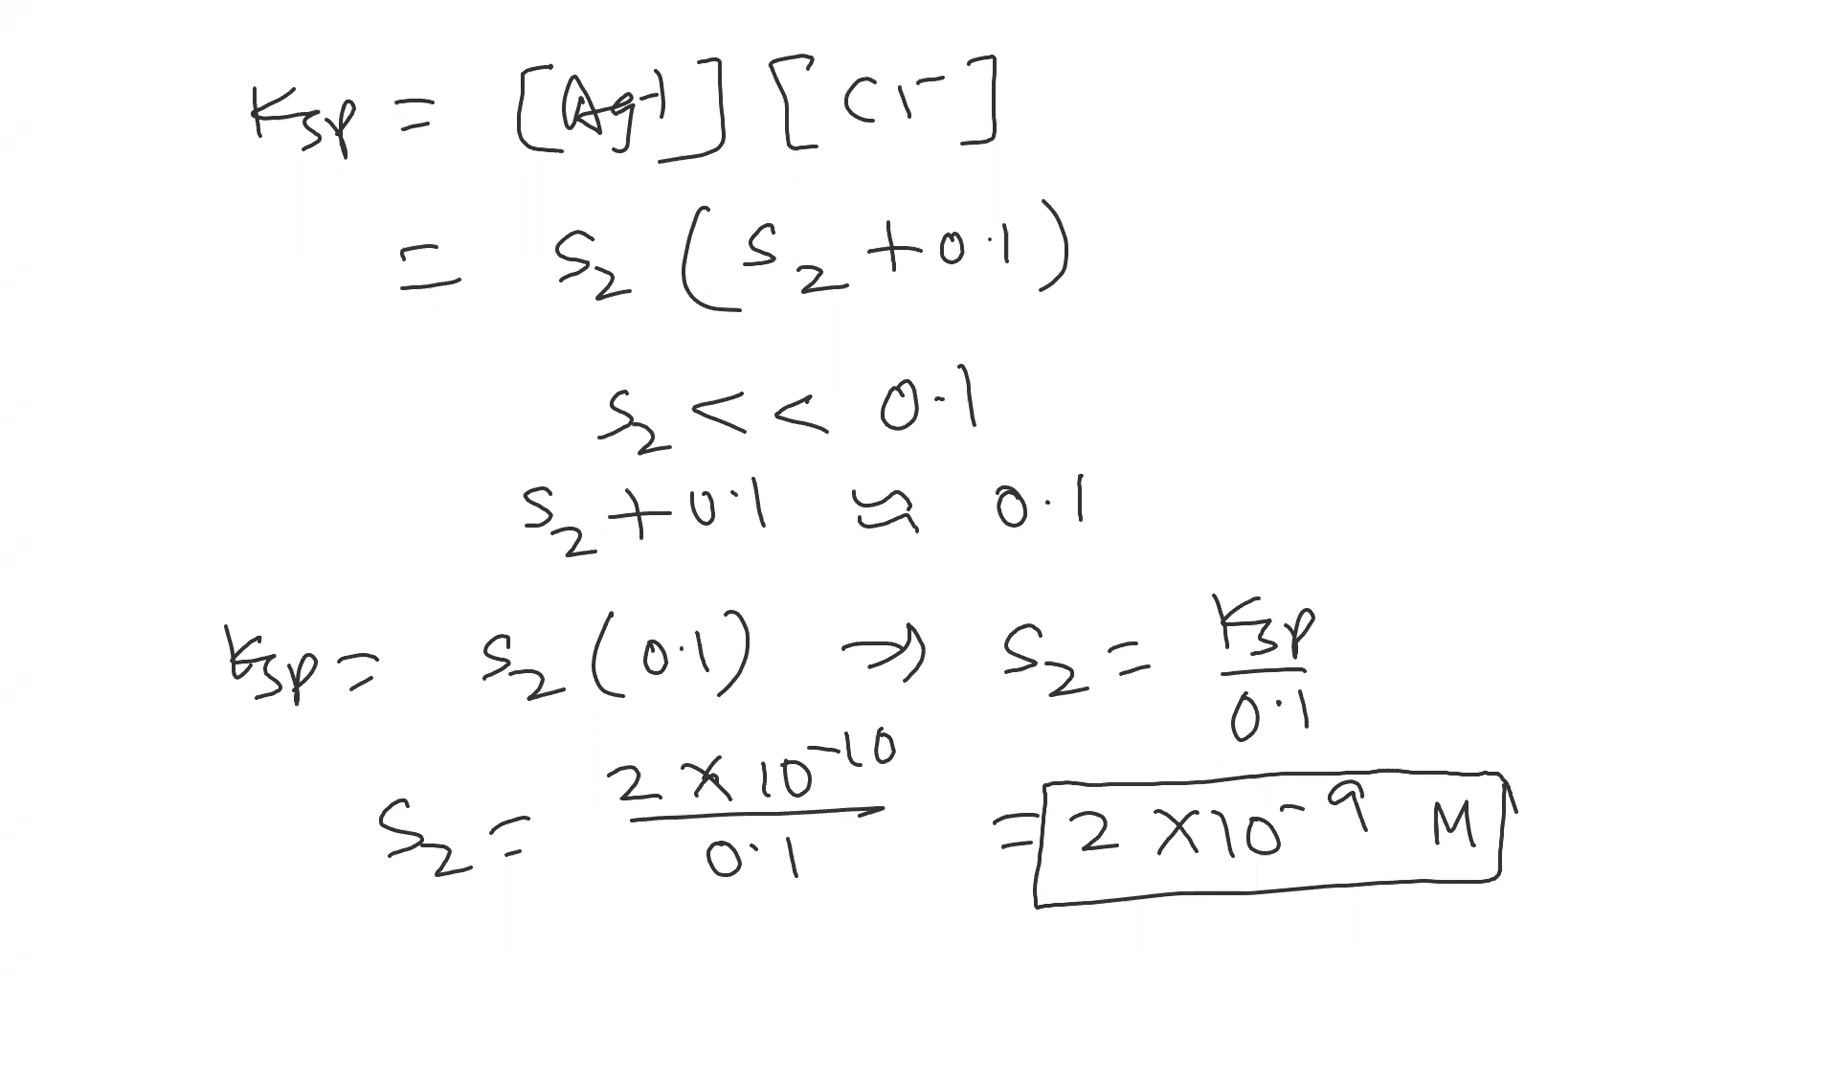 Ksp = [Ag+] [Cl-]
= S₂ (S₂ + 0.1)
S₂ << 0.1
S₂ + 0.1 ≈ 0.1
Ksp = S₂ (0.1) → S₂ = Ksp / 0.1
S₂ = 2 × 10⁻¹⁰ / 0.1 = 2 × 10⁻⁹ M